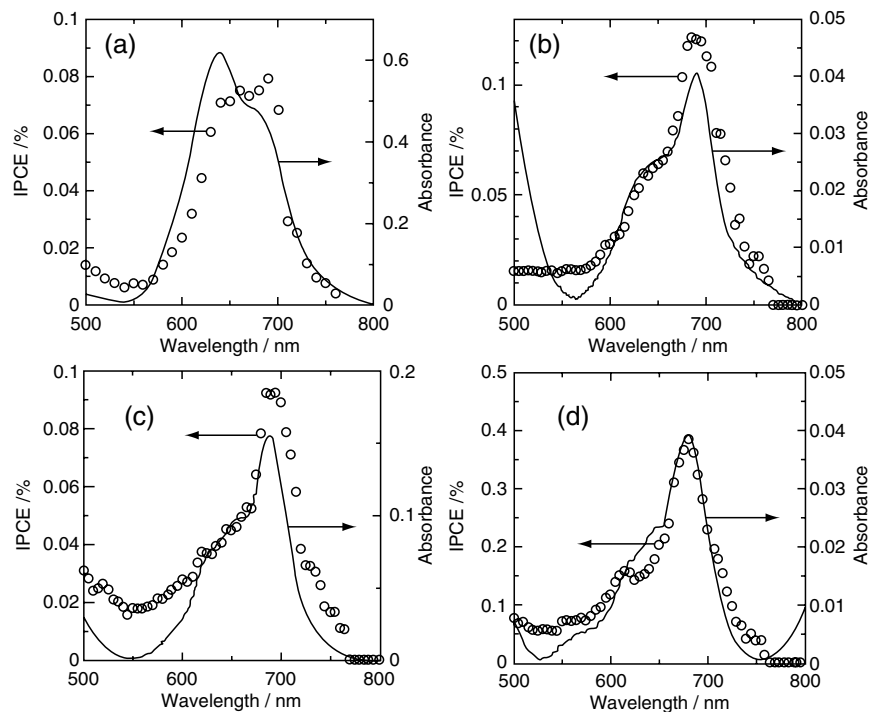 (a)
0.1
0.08
0.06
0.04
0.02
0
IPCE /%
0.6
0.4
0.2
0
Absorbance
500 600 700 800
Wavelength / nm
(b)
0.1
0.05
0
IPCE /%
0.05
0.04
0.03
0.02
0.01
0
Absorbance
500 600 700 800
Wavelength / nm
(c)
0.1
0.08
0.06
0.04
0.02
0
IPCE /%
0.2
0.1
0
Absorbance
500 600 700 800
Wavelength / nm
(d)
0.5
0.4
0.3
0.2
0.1
0
IPCE /%
0.05
0.04
0.03
0.02
0.01
0
Absorbance
500 600 700 800
Wavelength / nm